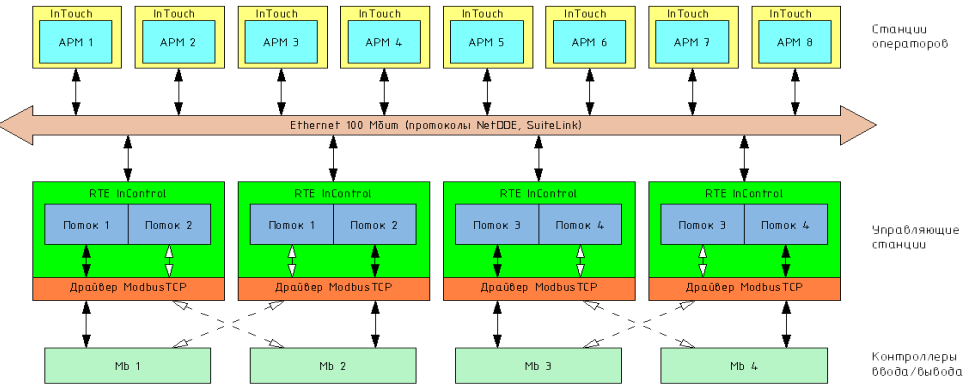 InTouch InTouch InTouch InTouch InTouch InTouch InTouch InTouch
АРМ 1 АРМ 2 АРМ 3 АРМ 4 АРМ 5 АРМ 6 АРМ 7 АРМ 8
Станции
операторов
Ethernet 100 Мбит (протоколы NetDDE, SuiteLink)
RTE InControl RTE InControl RTE InControl RTE InControl
Поток 1 Поток 2 Поток 1 Поток 2 Поток 3 Поток 4 Поток 3 Поток 4
Управляющие
станции
Драйвер ModbusTCP Драйвер ModbusTCP Драйвер ModbusTCP Драйвер ModbusTCP
Mb 1 Mb 2 Mb 3 Mb 4
Контроллеры
ввода/вывода